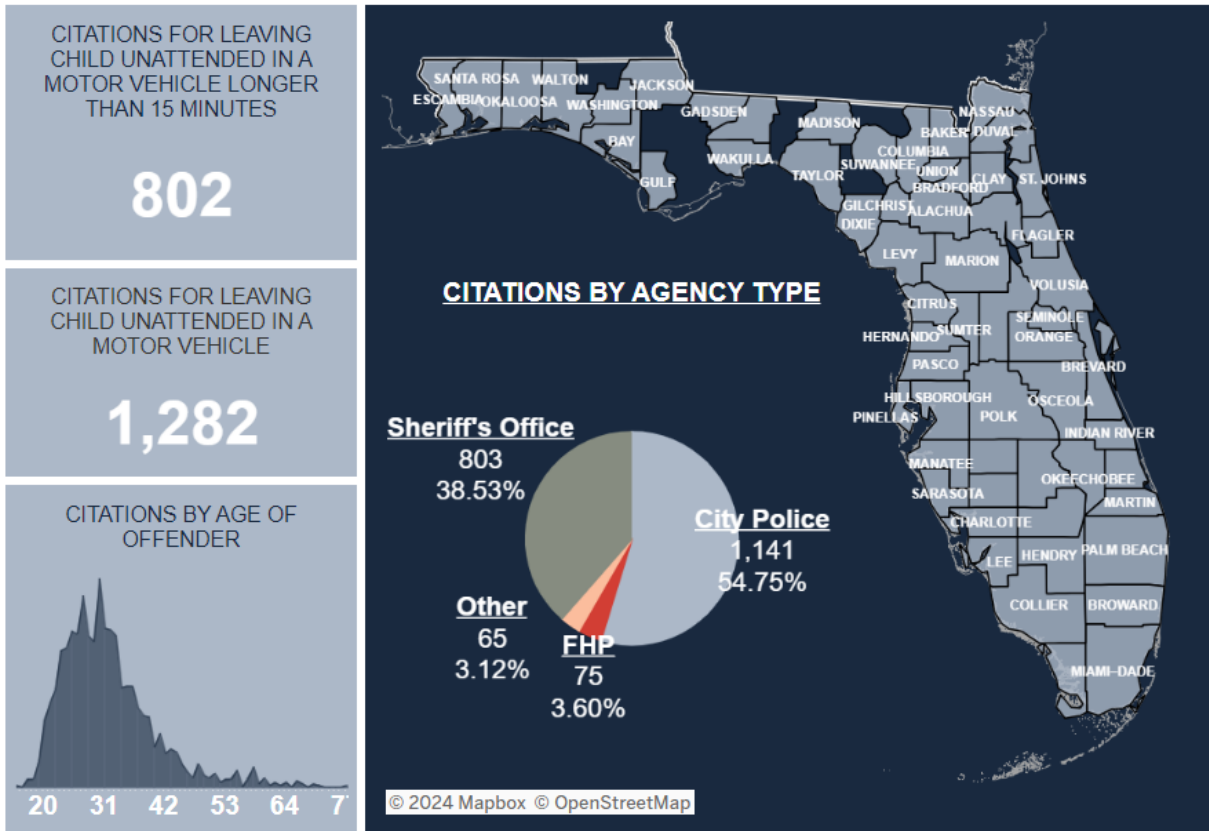 CITATIONS FOR LEAVING
CHILD UNATTENDED IN A
MOTOR VEHICLE LONGER
THAN 15 MINUTES
802
CITATIONS FOR LEAVING
CHILD UNATTENDED IN A
MOTOR VEHICLE
1,282
CITATIONS BY AGE OF
OFFENDER
20 31 42 53 64
CITATIONS BY AGENCY TYPE
Sheriff's Office
803
38.53%
City Police
1,141
54.75%
Other
65
3.12%
FHP
75
3.60%
SANTA ROSA WALTON
JACKSON
ESCAMBIA OKALOOSA
WASHINGTON
GADSDEN
NASSAU
MADISON
BAKER DUVAL
BAY
COLUMBIA
WAKULLA
SUWANNEE
UNION
TAYLOR
CLAY ST. JOHNS
GULF
BRADFORD
GILCHRIST
ALACHUA
DIXIE
FLAGLER
LEVY
MARION
VOLUSIA
CITRUS
SEMINOLE
SUMTER
HERNANDO
ORANGE
PASCO
BREVARD
HILLSBOROUGH
OSCEOLA
PINELLAS
POLK
INDIAN RIVER
MANATEE
OKEECHOBEE
SARASOTA
MARTIN
CHARLOTTE
PALM BEACH
LEE HENDRY
COLLIER BROWARD
MIAMI-DADE
© 2024 Mapbox © OpenStreetMap